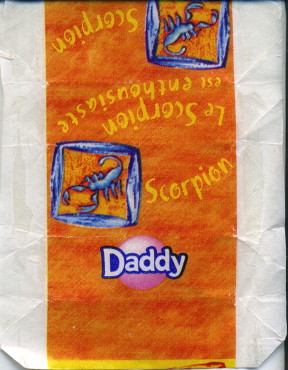 Scorpion
Le Scorpion
est enthousiaste
Scorpion
Daddy